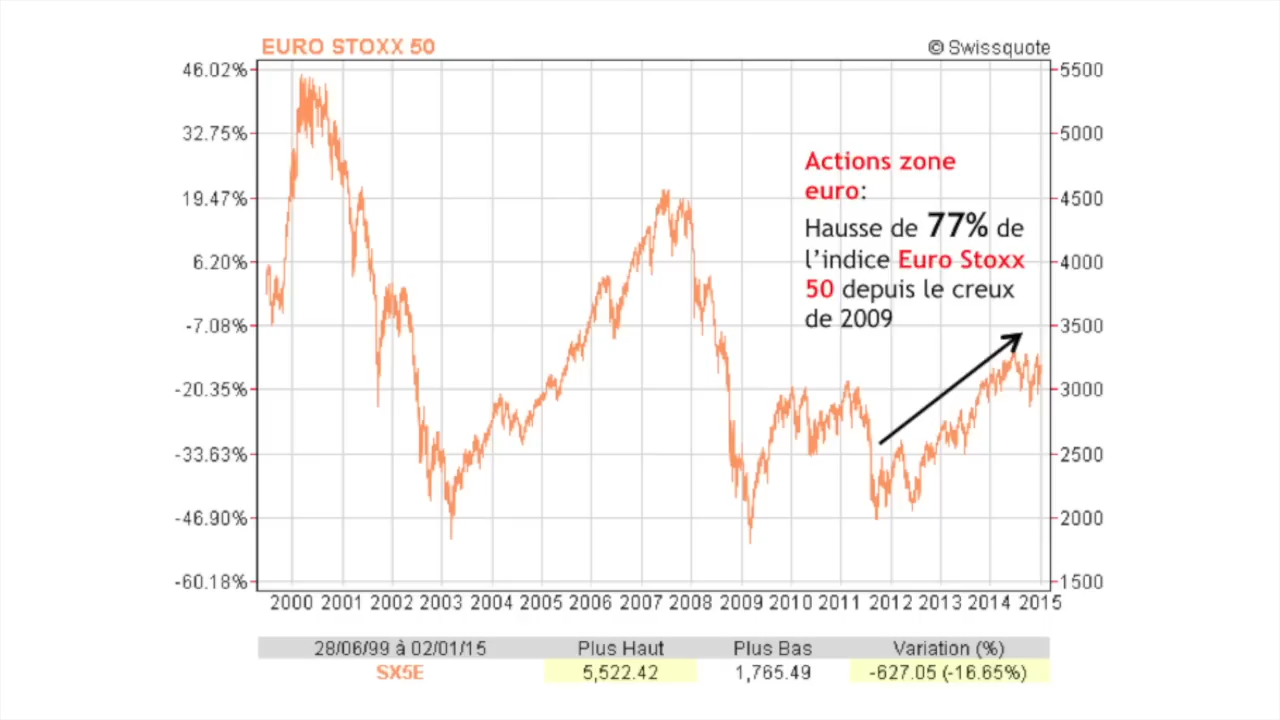 EURO STOXX 50
© Swissquote
46.02%
5500
32.75%
5000
19.47%
4500
6.20%
4000
-7.08%
3500
-20.35%
3000
-33.63%
2500
-46.90%
2000
-60.18%
1500
Actions zone
euro:
Hausse de 77% de
l’indice Euro Stoxx
50 depuis le creux
de 2009
2000 2001 2002 2003 2004 2005 2006 2007 2008 2009 2010 2011 2012 2013 2014 2015
28/06/99 à 02/01/15 Plus Haut Plus Bas Variation (%)
SX5E 5,522.42 1,765.49 -627.05 (-16.65%)